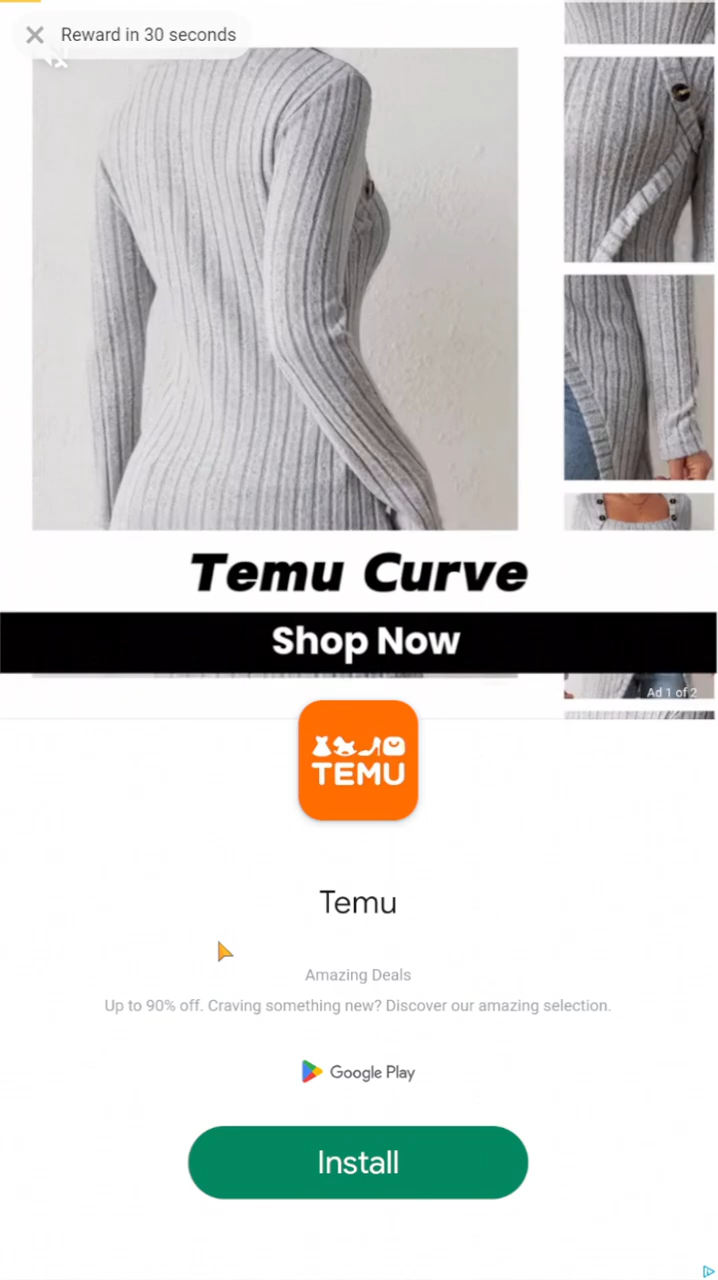 Reward in 30 seconds
Temu Curve
Shop Now
Ad 1 of 2
TEMU
Temu
Amazing Deals
Up to 90% off. Craving something new? Discover our amazing selection.
Google Play
Install